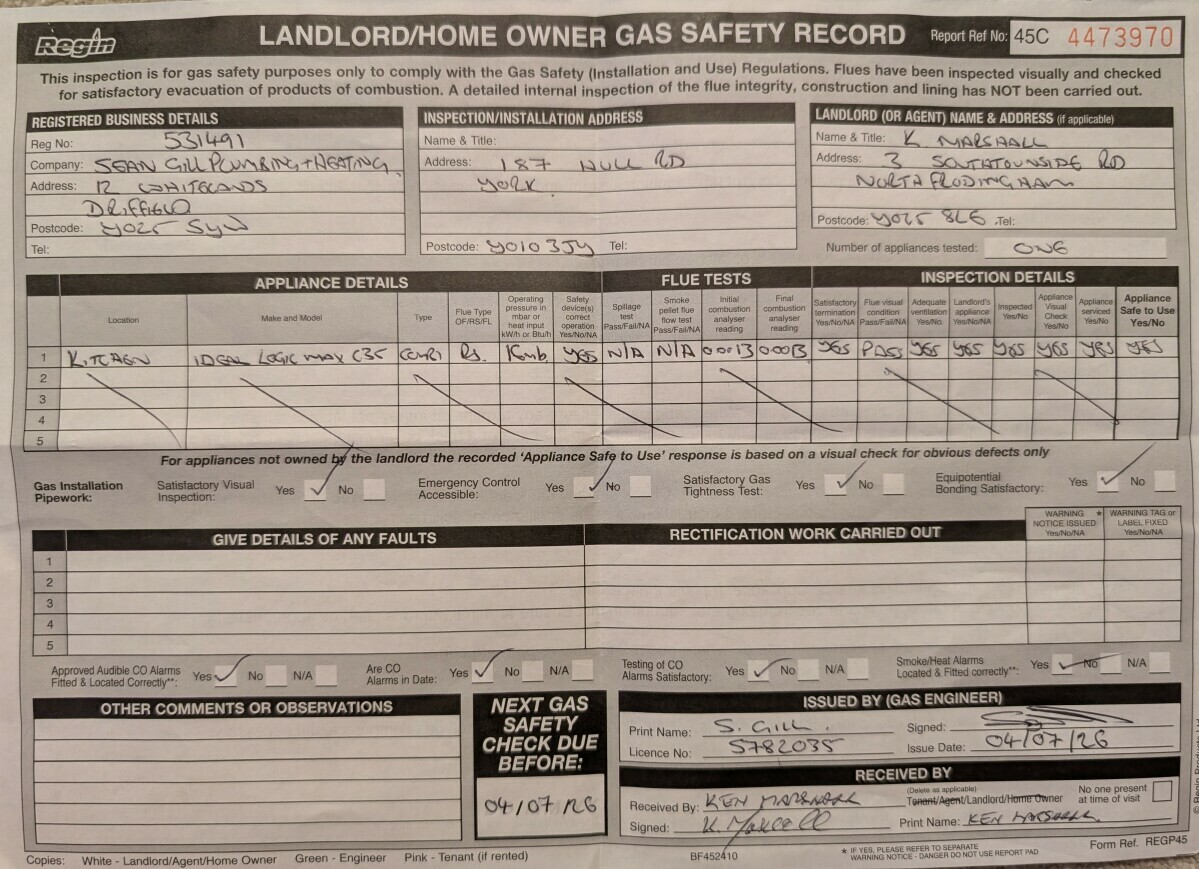 Regin
LANDLORD/HOME OWNER GAS SAFETY RECORD
Report Ref No: 45C 4473970
This inspection is for gas safety purposes only to comply with the Gas Safety (Installation and Use) Regulations. Flues have been inspected visually and checked
for satisfactory evacuation of products of combustion. A detailed internal inspection of the flue integrity, construction and lining has NOT been carried out.
REGISTERED BUSINESS DETAILS
Reg No: 531491
Company: SEAN GILL PLUMBING + HEATING
Address: 12 WHITELANDS
DRIFFIELD
Postcode: YO25 5YW
Tel:
INSPECTION/INSTALLATION ADDRESS
Name & Title:
Address: 187 HULL RD
YORK
Postcode: YO10 3JY Tel:
LANDLORD (OR AGENT) NAME & ADDRESS (if applicable)
Name & Title: K MARSHALL
Address: 3 SOUTHTOWNSIDE RD
NORTH FRODINGHAM
Postcode: YO25 8LE Tel:
Number of appliances tested: ONE
APPLIANCE DETAILS FLUE TESTS INSPECTION DETAILS
Location
Make and Model
Type
Flue Type OF/RS/FL
Operating pressure in mbar or heat input kW/h or Btu/h
Safety device(s) correct operation Yes/No/NA
Spillage test Pass/Fail/NA
Smoke pellet flue flow test Pass/Fail/NA
Initial combustion analyser reading
Final combustion analyser reading
Satisfactory termination Yes/No/NA
Flue visual condition Pass/Fail/NA
Adequate ventilation Yes/No
Landlord's appliance Yes/No/NA
Inspected Yes/No
Appliance Visual Check Yes/No
Appliance serviced Yes/No
Appliance Safe to Use Yes/No
1 KITCHEN IDEAL LOGIC MAX C35 COMBI RS. YES N/A N/A 0.0013 0.0013 YES PASS YES YES YES YES YES YES
2
3
4
5
For appliances not owned by the landlord the recorded 'Appliance Safe to Use' response is based on a visual check for obvious defects only
Gas Installation Pipework: Satisfactory Visual Inspection: Yes ✓ No Emergency Control Accessible: Yes ✓ No Satisfactory Gas Tightness Test: Yes ✓ No Equipotential Bonding Satisfactory: Yes ✓ No
GIVE DETAILS OF ANY FAULTS RECTIFICATION WORK CARRIED OUT WARNING NOTICE ISSUED Yes/No/NA * WARNING TAG or LABEL FIXED Yes/No/NA
1
2
3
4
5
Approved Audible CO Alarms Fitted & Located Correctly**: Yes ✓ No N/A Are CO Alarms in Date: Yes ✓ No N/A Testing of CO Alarms Satisfactory: Yes ✓ No N/A Smoke/Heat Alarms Located & Fitted correctly**: Yes ✓ No N/A
OTHER COMMENTS OR OBSERVATIONS
NEXT GAS
SAFETY
CHECK DUE
BEFORE:
04/07/26
ISSUED BY (GAS ENGINEER)
Print Name: S. GILL. Signed:
Licence No: 5782035 Issue Date: 04/07/26
RECEIVED BY
Received By: KEN MARSHALL (Delete as applicable) Tenant/Agent/Landlord/Home Owner No one present at time of visit
Signed: K. Marshall Print Name: KEN MARSHALL.
Copies: White - Landlord/Agent/Home Owner Green - Engineer Pink - Tenant (if rented)
BF452410
* IF YES, PLEASE REFER TO SEPARATE
WARNING NOTICE - DANGER DO NOT USE REPORT PAD
Form Ref. REGP45